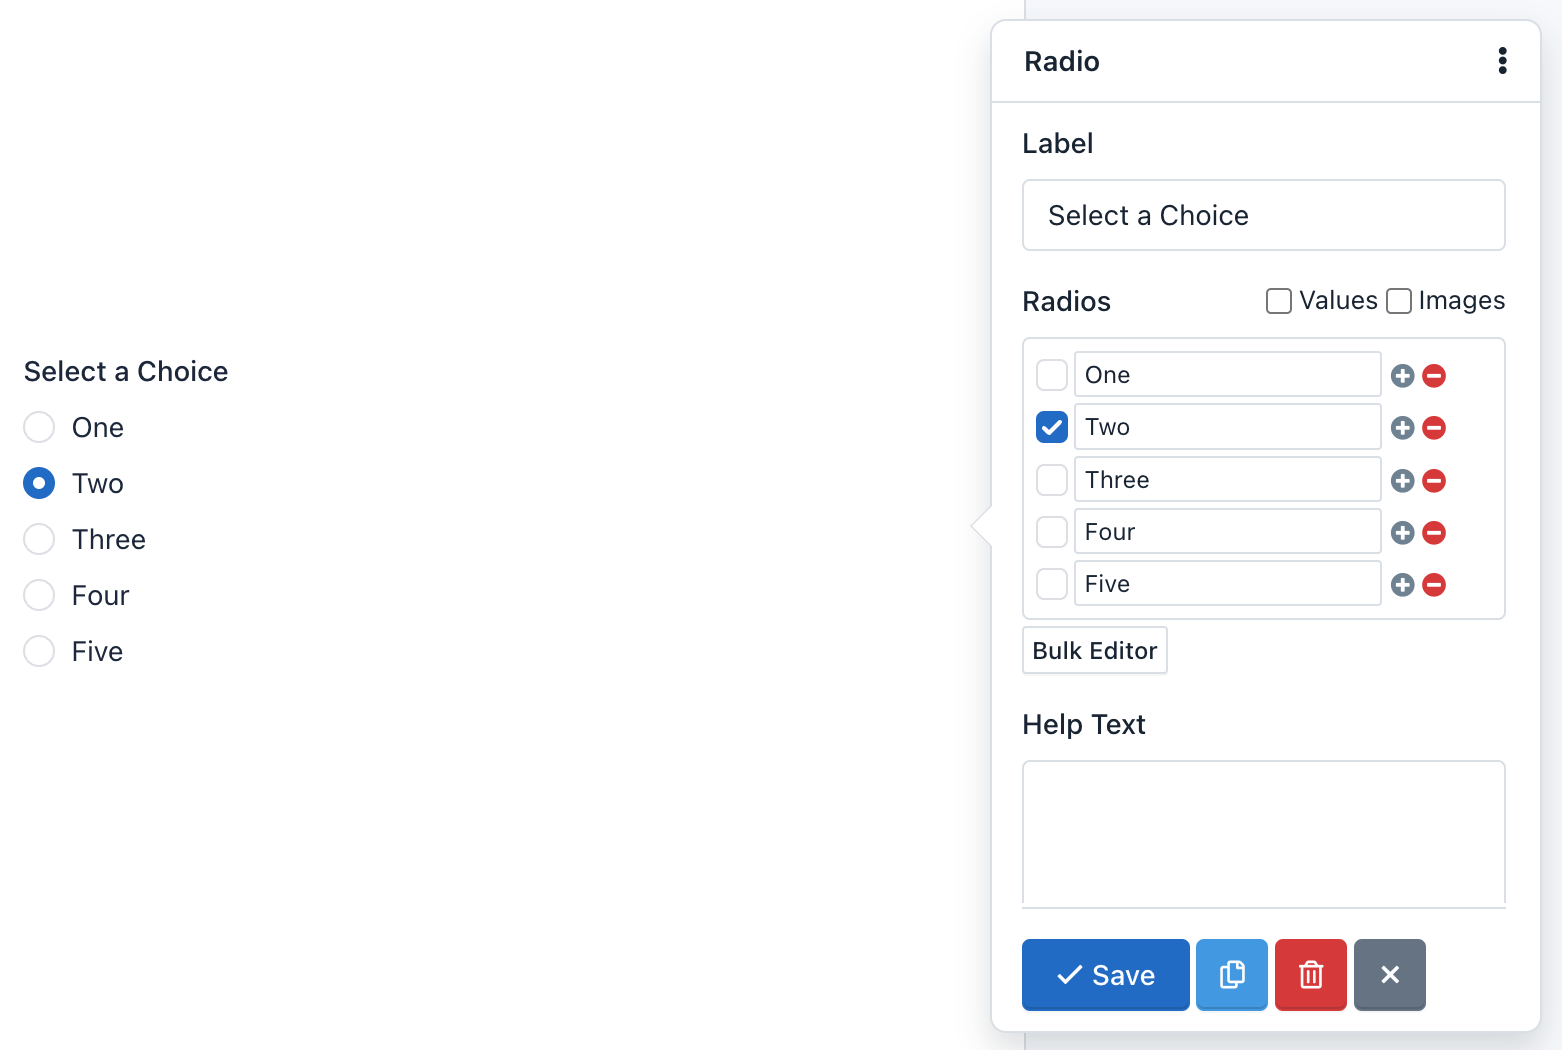 Select a Choice
One
Two
Three
Four
Five
Radio
Label
Select a Choice
Radios Values Images
One
Two
Three
Four
Five
Bulk Editor
Help Text
Save